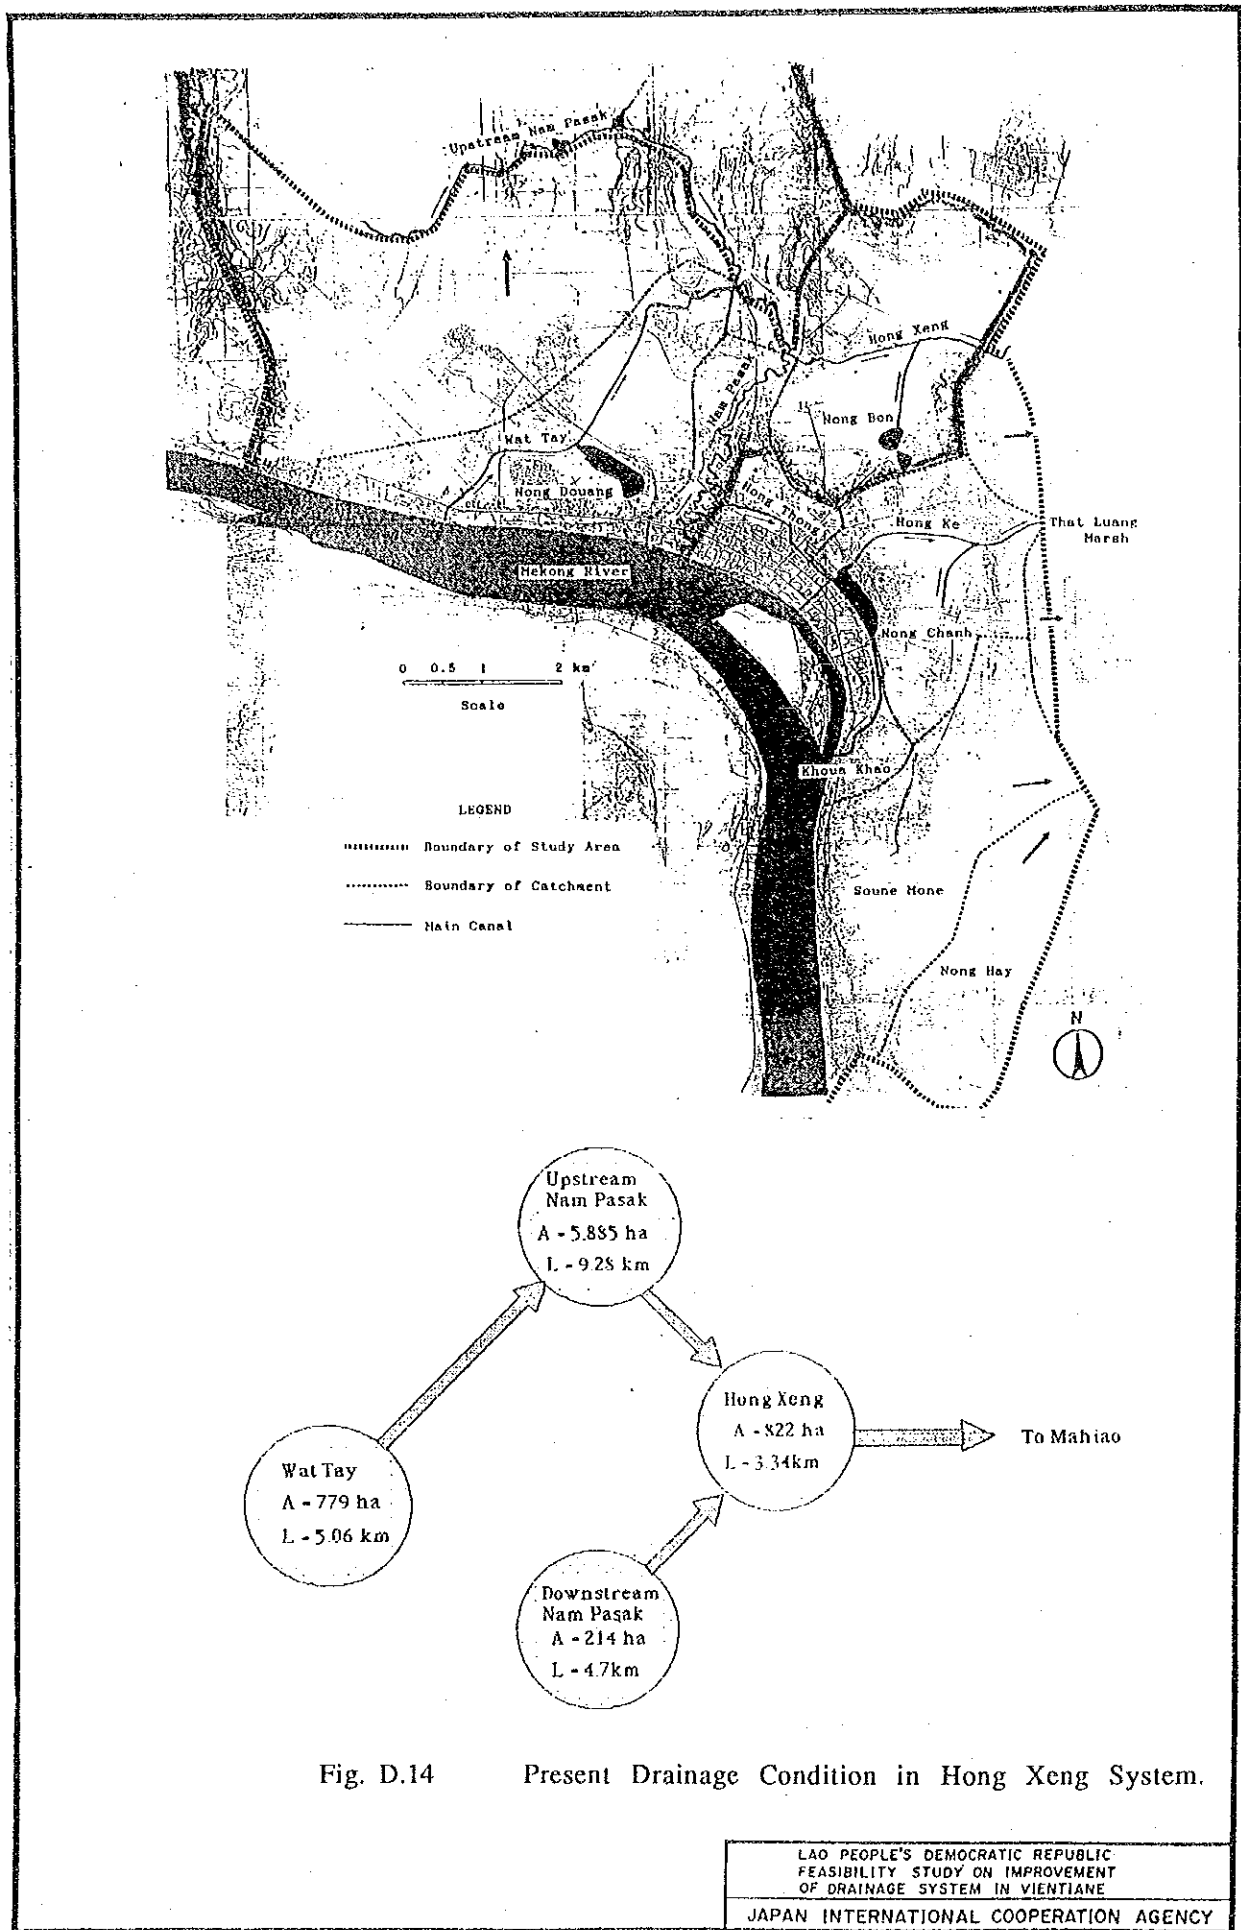 Upstream Nam Pasak
Hong Xeng
Nam Pasak
Nong Bon
Wat Tay
Nong Douang
Hong Thong
Hong Ke
That Luang
Marsh
Mekong River
Nong Chanh
0 0.5 1 2 km
Scale
Khoua Khao
LEGEND
Boundary of Study Area
Boundary of Catchment
Main Canal
Soune Mone
Nong Hay
N
Upstream
Nam Pasak
A - 5.885 ha
L - 9.28 km
Hong Xeng
A - 822 ha
L - 3.34km
To Mahiao
Wat Tay
A - 779 ha
L - 5.06 km
Downstream
Nam Pasak
A - 214 ha
L - 4.7km
Fig. D.14 Present Drainage Condition in Hong Xeng System.
LAO PEOPLE'S DEMOCRATIC REPUBLIC
FEASIBILITY STUDY ON IMPROVEMENT
OF DRAINAGE SYSTEM IN VIENTIANE
JAPAN INTERNATIONAL COOPERATION AGENCY